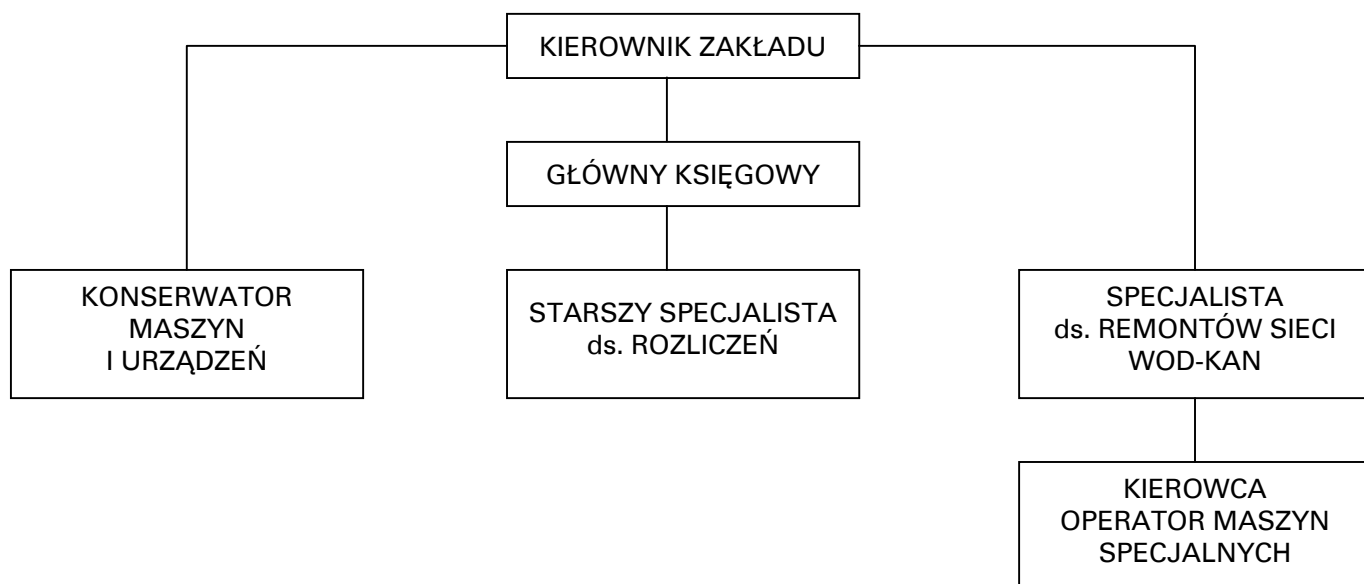 KIEROWNIK ZAKŁADU
GŁÓWNY KSIĘGOWY
KONSERWATOR
MASZYN
I URZĄDZEŃ
STARSZY SPECJALISTA
ds. ROZLICZEŃ
SPECJALISTA
ds. REMONTÓW SIECI
WOD-KAN
KIEROWCA
OPERATOR MASZYN
SPECJALNYCH